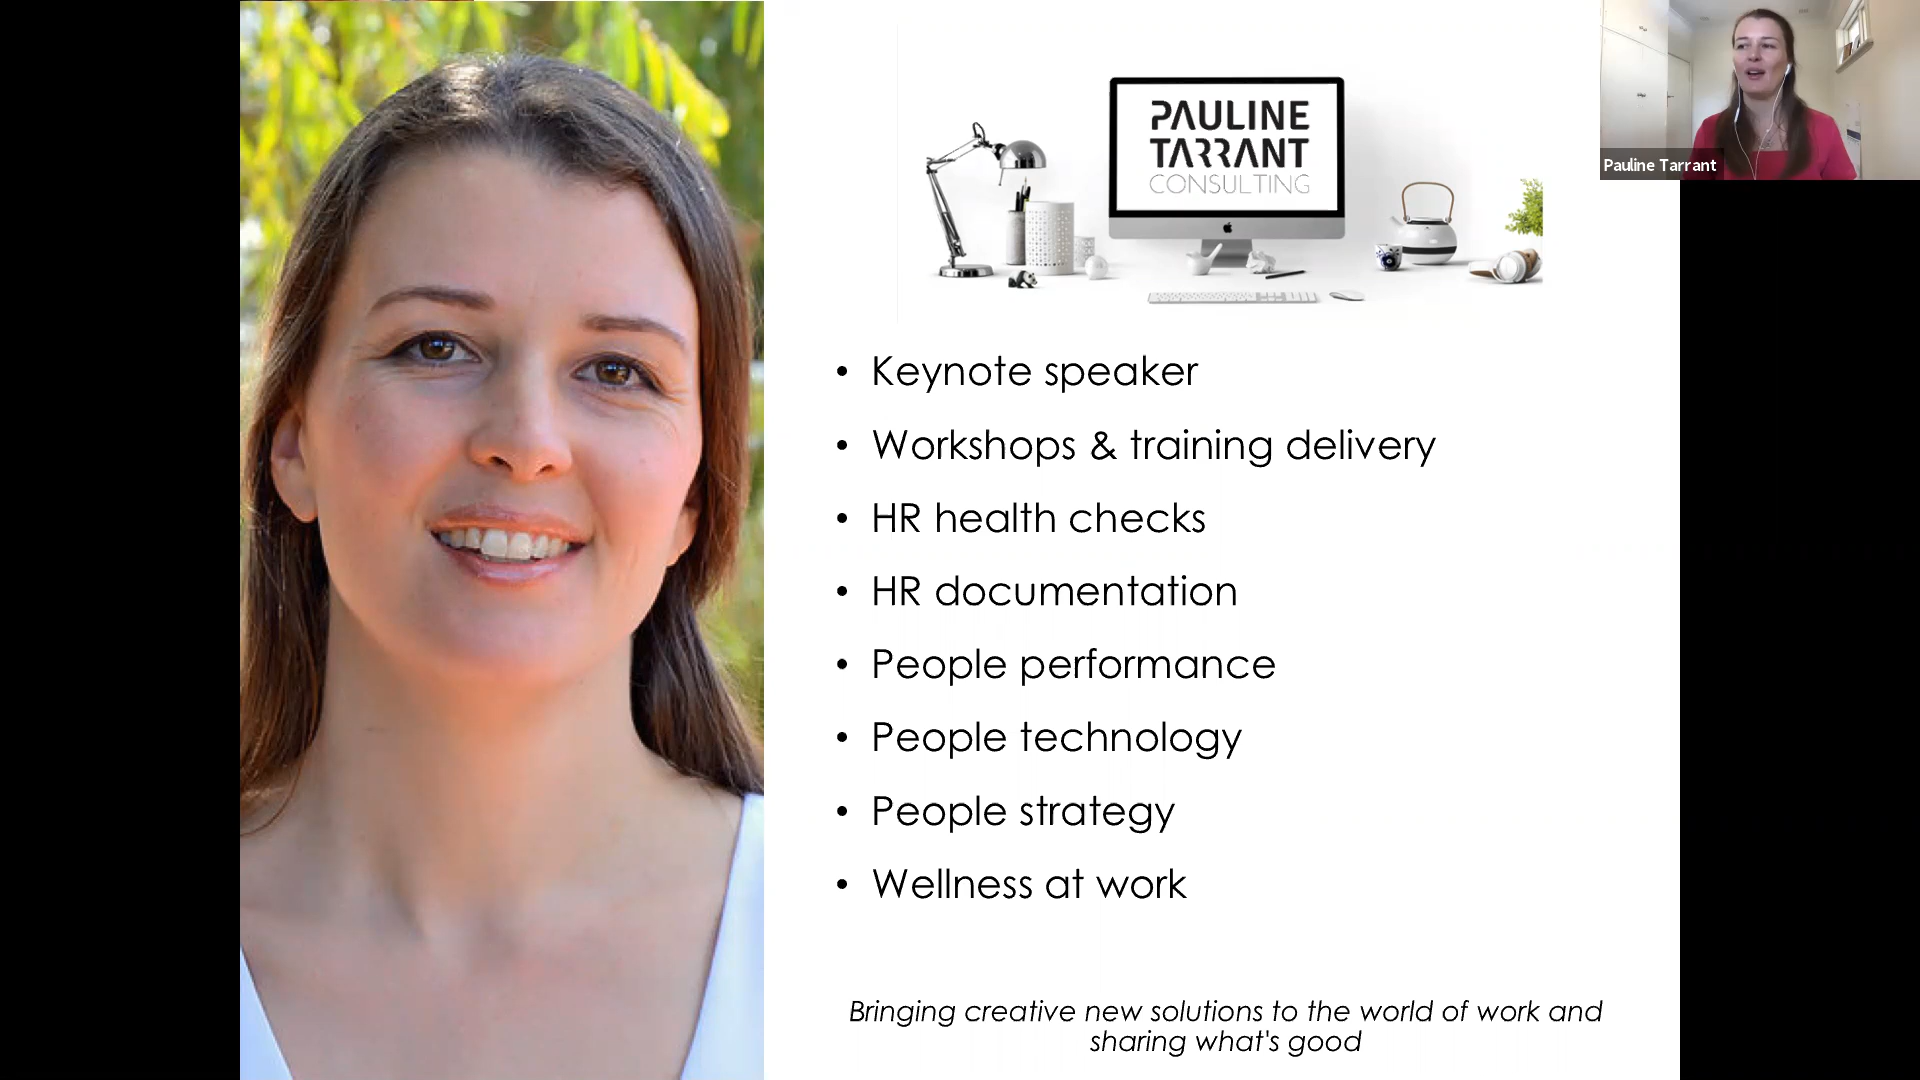 PAULINE
TARRANT
CONSULTING
Pauline Tarrant
• Keynote speaker
• Workshops & training delivery
• HR health checks
• HR documentation
• People performance
• People technology
• People strategy
• Wellness at work
Bringing creative new solutions to the world of work and
sharing what's good